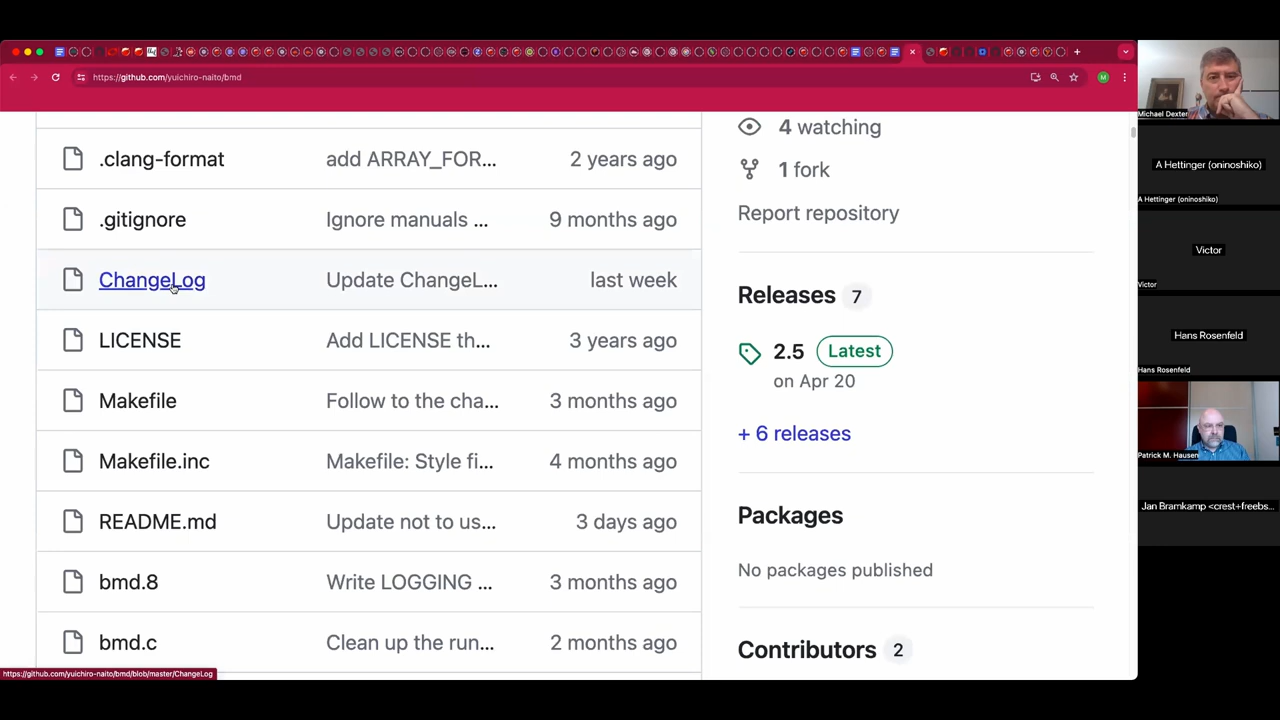 https://github.com/yuichiro-naito/bmd
M
.clang-format
add ARRAY_FOR...
2 years ago
.gitignore
Ignore manuals ...
9 months ago
ChangeLog
Update ChangeL...
last week
LICENSE
Add LICENSE th...
3 years ago
Makefile
Follow to the cha...
3 months ago
Makefile.inc
Makefile: Style fi...
4 months ago
README.md
Update not to us...
3 days ago
bmd.8
Write LOGGING ...
3 months ago
bmd.c
Clean up the run...
2 months ago
4 watching
1 fork
Report repository
Releases 7
2.5 Latest
on Apr 20
+ 6 releases
Packages
No packages published
Contributors 2
https://github.com/yuichiro-naito/bmd/blob/master/ChangeLog
Michael Dexter
A Hettinger (oninoshiko)
A Hettinger (oninoshiko)
Victor
Victor
Hans Rosenfeld
Hans Rosenfeld
Patrick M. Hausen
Jan Bramkamp <crest+freebs...